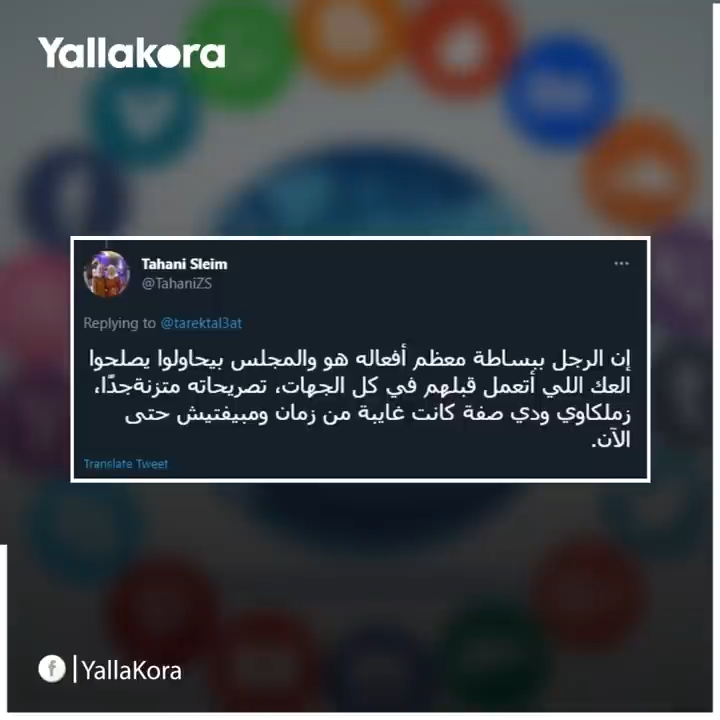 Yallakora
Tahani Sleim
@TahaniZS
Replying to @tarektal3at
إن الرجل ببساطة معظم أفعاله هو والمجلس بيحاولوا يصلحوا
العك اللي أتعمل قبلهم في كل الجهات، تصريحاته متزنةجدًا،
زملكاوي ودي صفة كانت غايبة من زمان ومبيفتيش حتى
الآن.
Translate Tweet
f | YallaKora